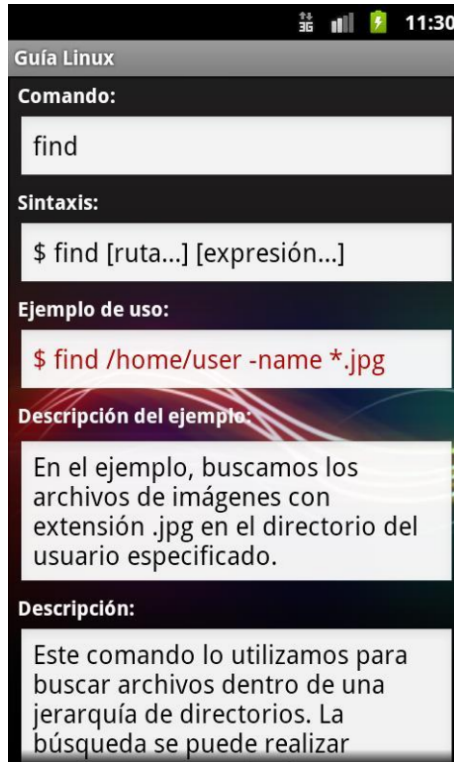 3G 11:30
Guía Linux
Comando:
find
Sintaxis:
$ find [ruta...] [expresión...]
Ejemplo de uso:
$ find /home/user -name *.jpg
Descripción del ejemplo:
En el ejemplo, buscamos los
archivos de imágenes con
extensión .jpg en el directorio del
usuario especificado.
Descripción:
Este comando lo utilizamos para
buscar archivos dentro de una
jerarquía de directorios. La
búsqueda se puede realizar